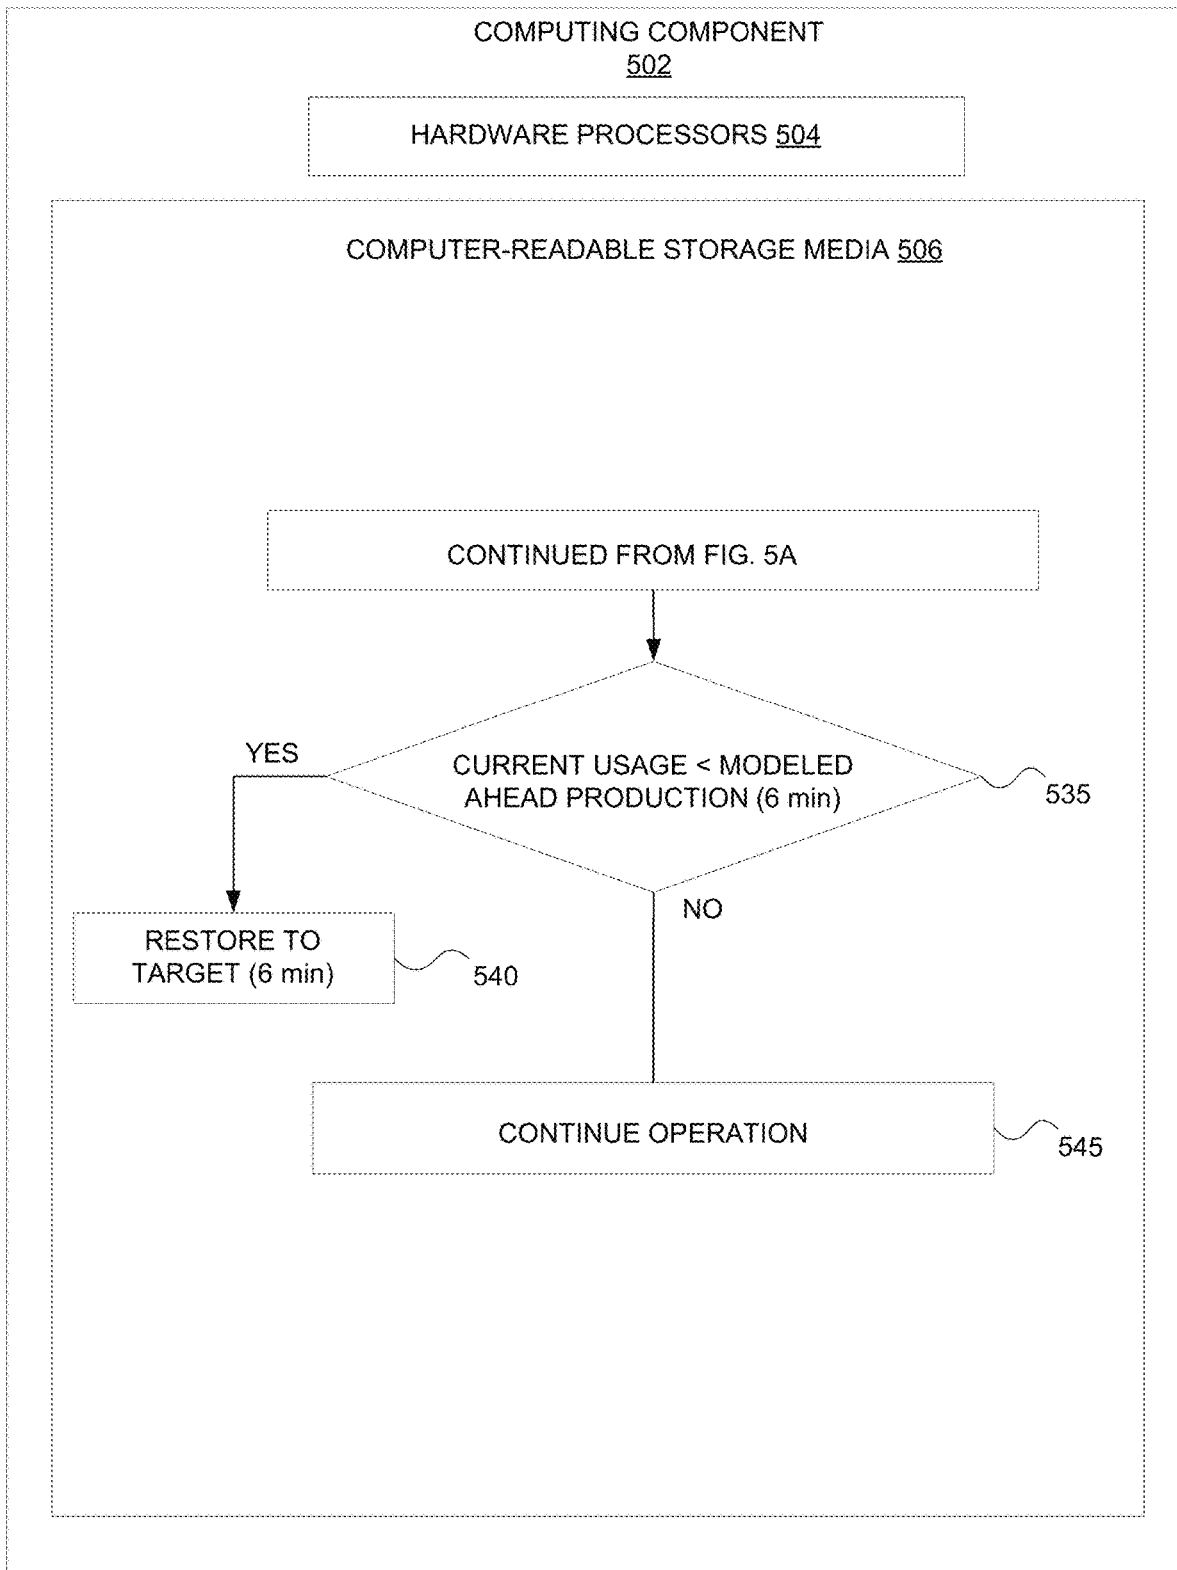 COMPUTING COMPONENT
502
HARDWARE PROCESSORS 504
COMPUTER-READABLE STORAGE MEDIA 506
CONTINUED FROM FIG. 5A
YES
CURRENT USAGE < MODELED
AHEAD PRODUCTION (6 min)
535
NO
RESTORE TO
TARGET (6 min)
540
CONTINUE OPERATION
545